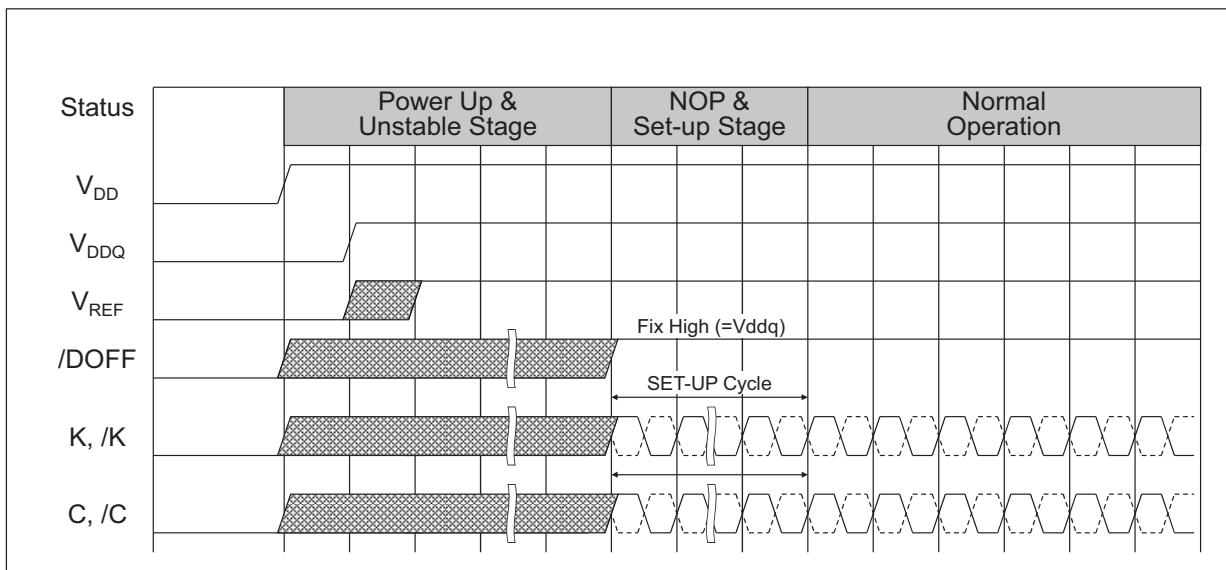 Status
Power Up &
Unstable Stage
NOP &
Set-up Stage
Normal
Operation
VDD
VDDQ
VREF
/DOFF
Fix High (=Vddq)
SET-UP Cycle
K, /K
C, /C